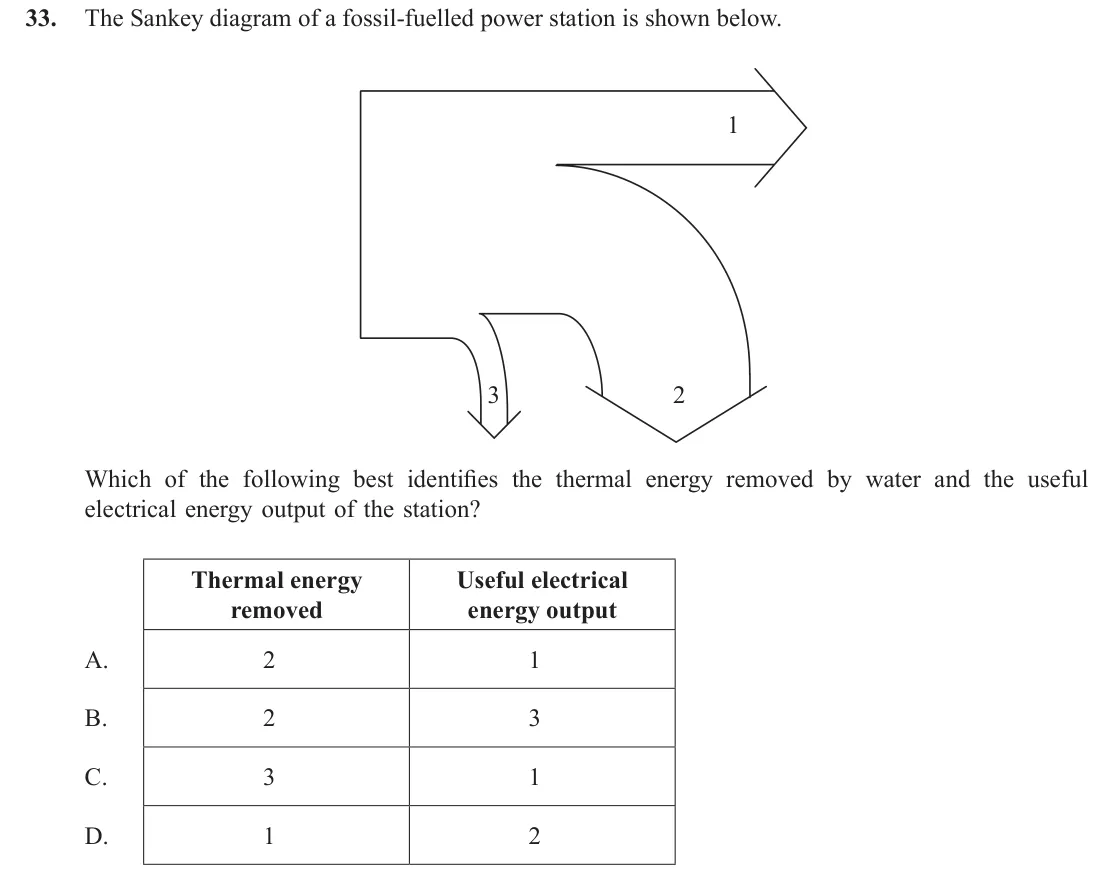 33. The Sankey diagram of a fossil-fuelled power station is shown below.
1
3
2
Which of the following best identifies the thermal energy removed by water and the useful
electrical energy output of the station?
Thermal energy removed Useful electrical energy output
A. 2 1
B. 2 3
C. 3 1
D. 1 2